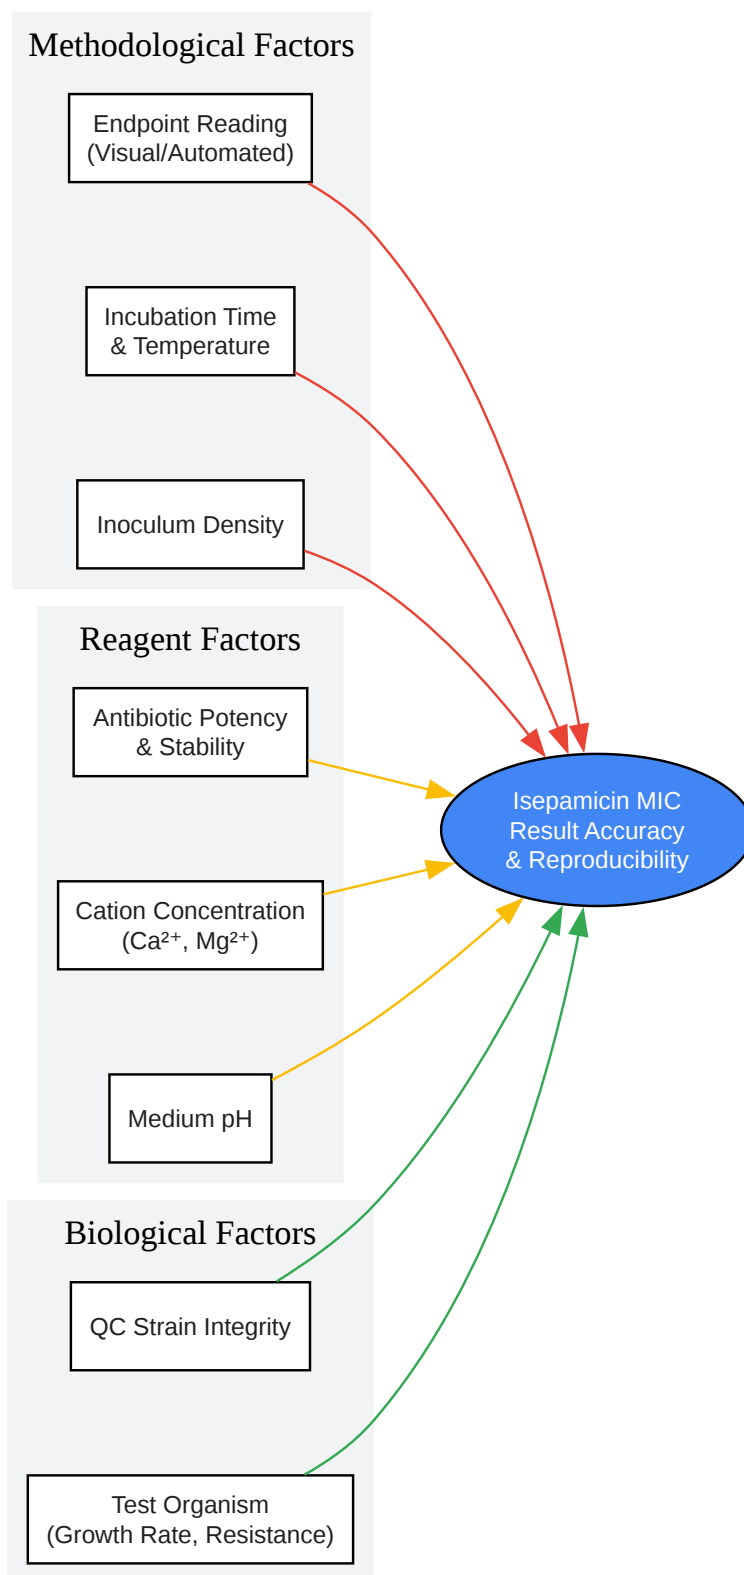 Methodological Factors
Endpoint Reading
(Visual/Automated)
Incubation Time
& Temperature
Inoculum Density
Reagent Factors
Antibiotic Potency
& Stability
Cation Concentration
(Ca²⁺, Mg²⁺)
Medium pH
Biological Factors
QC Strain Integrity
Test Organism
(Growth Rate, Resistance)
Isepamicin MIC
Result Accuracy
& Reproducibility